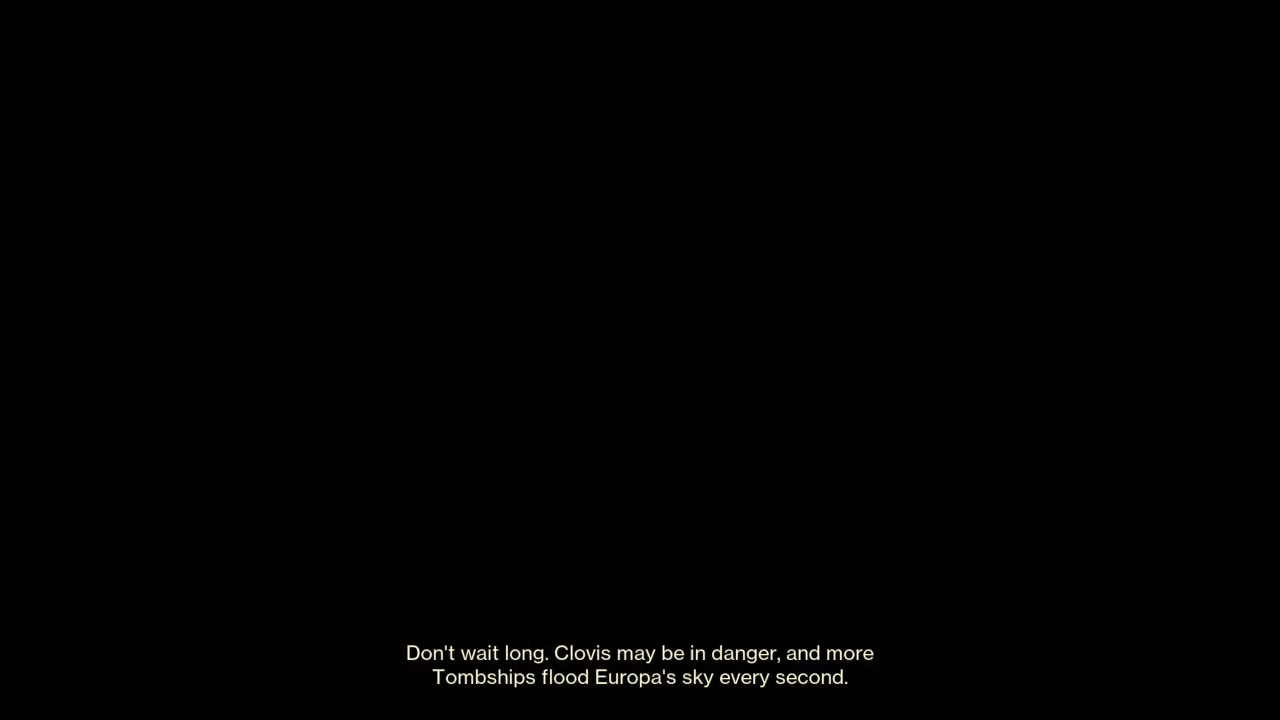 Don't wait long. Clovis may be in danger, and more
Tombships flood Europa's sky every second.